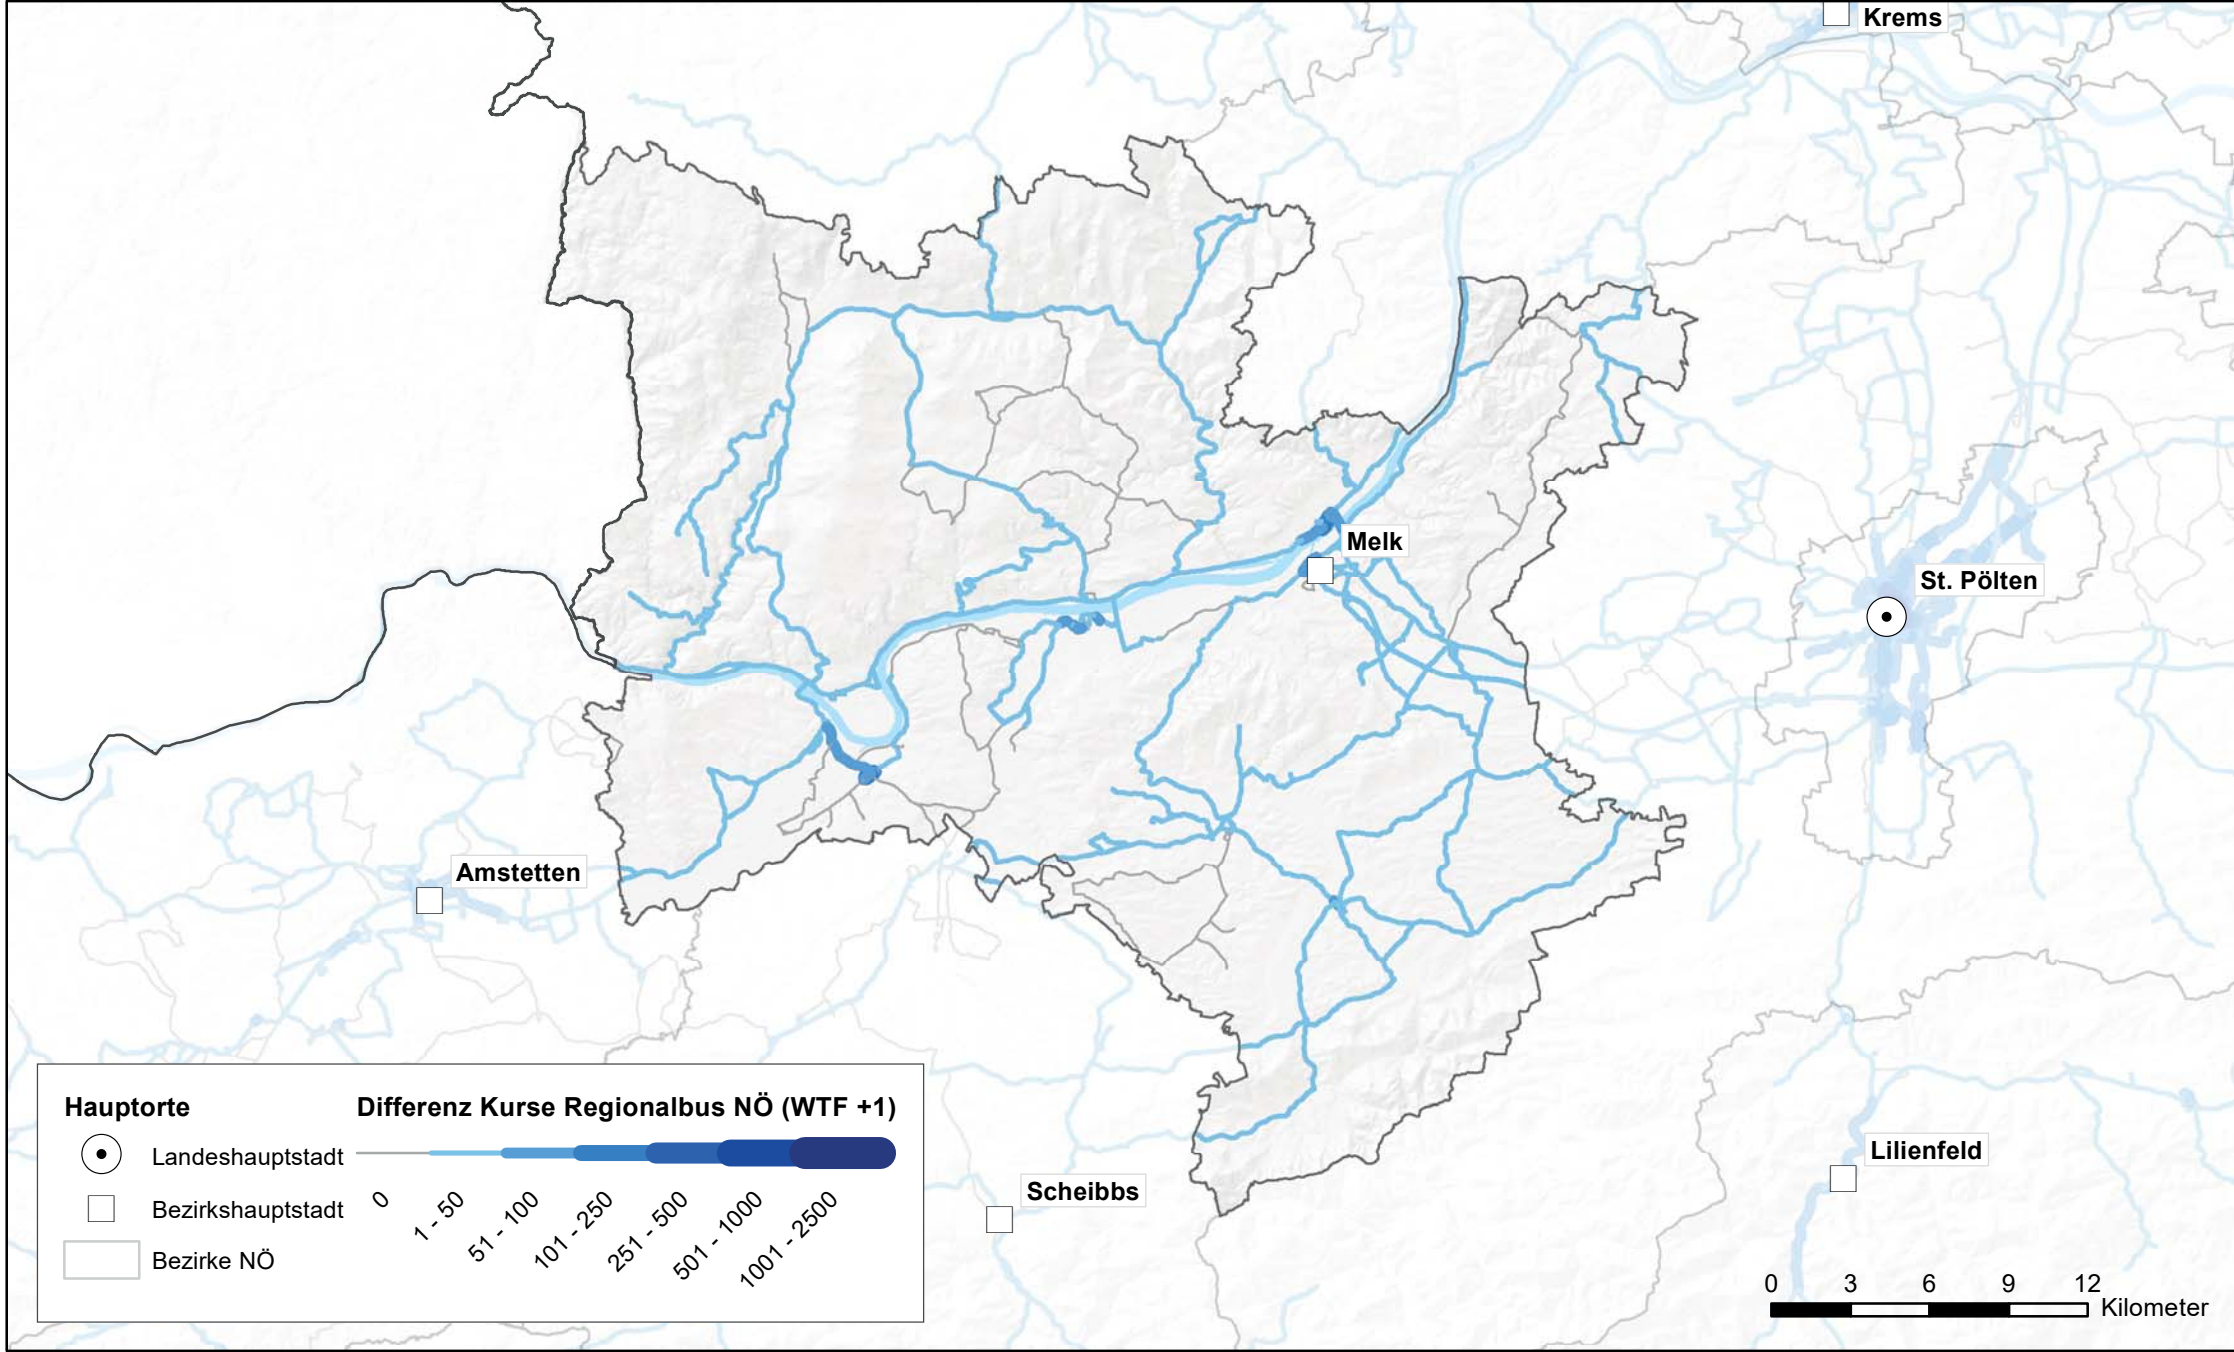 Krems
Melk
St. Pölten
Amstetten
Lilienfeld
Scheibbs
Hauptorte
Landeshauptstadt
Bezirkshauptstadt
Bezirke NÖ
Differenz Kurse Regionalbus NÖ (WTF +1)
0
1 - 50
51 - 100
101 - 250
251 - 500
501 - 1000
1001 - 2500
0 3 6 9 12
Kilometer